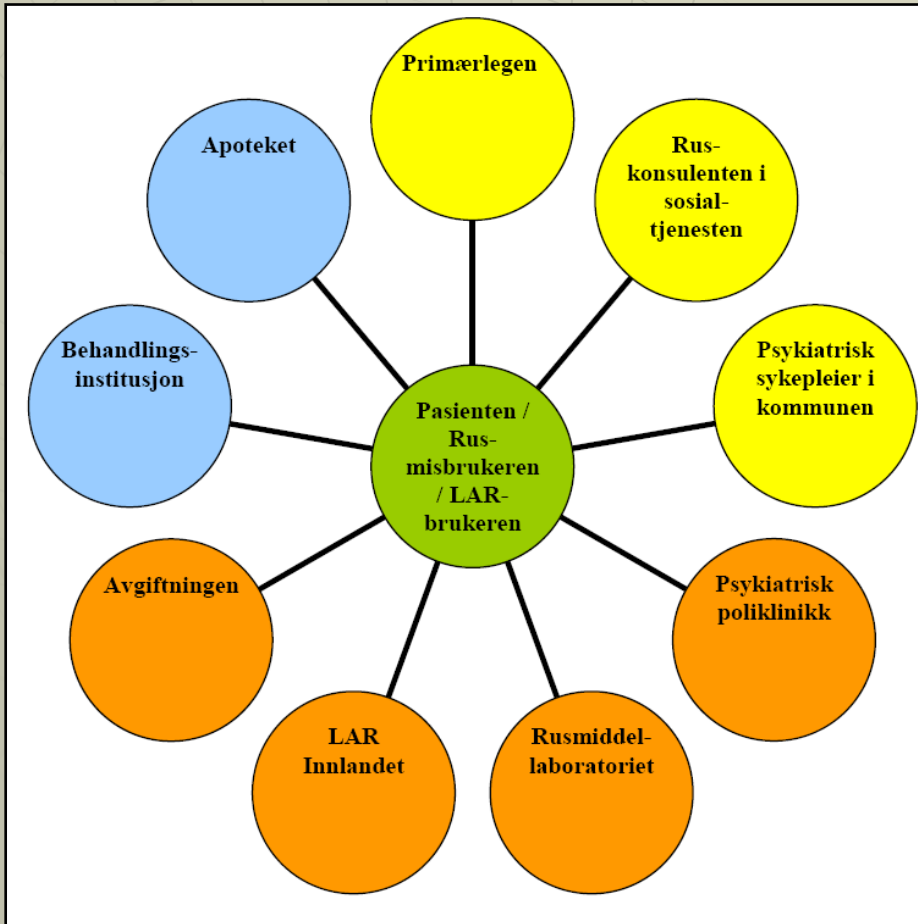 Primærlegen
Rus-
konsulenten i
sosial-
tjenesten
Psykiatrisk
sykepleier i
kommunen
Psykiatrisk
poliklinikk
Rusmiddel-
laboratoriet
LAR
Innlandet
Avgiftningen
Behandlings-
institusjon
Apoteket
Pasienten /
Rus-
misbrukeren
/ LAR-
brukeren